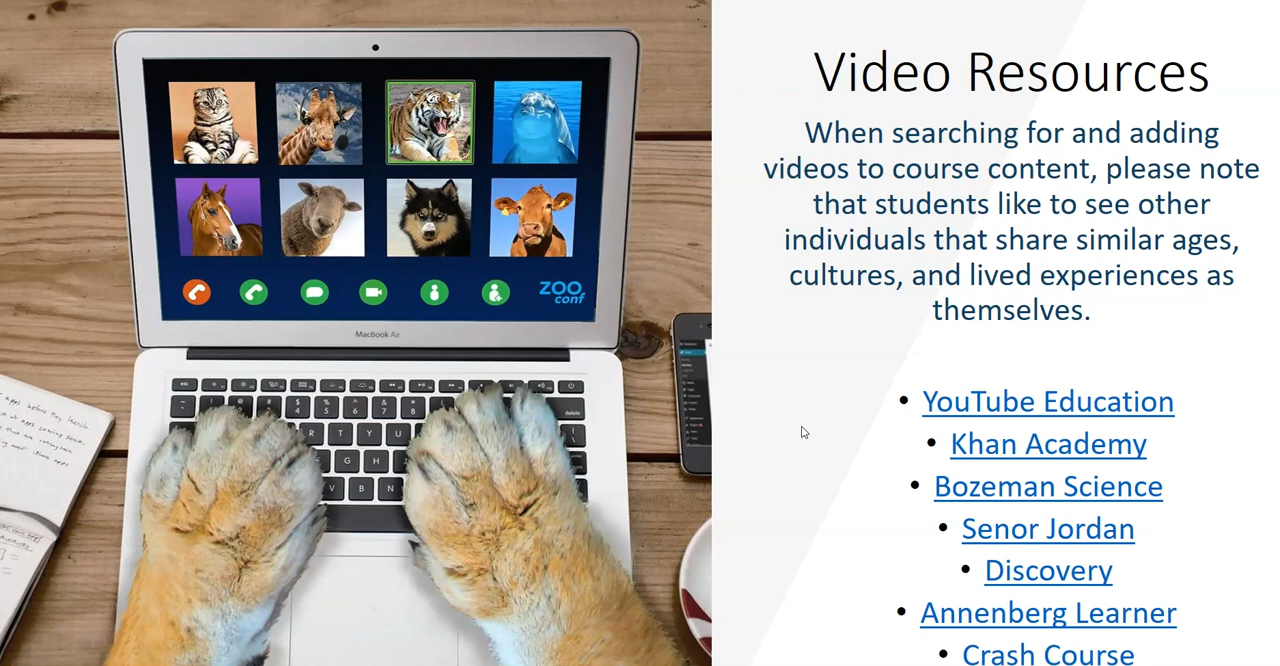 ZOO
conf
MacBook Air
Video Resources
When searching for and adding
videos to course content, please note
that students like to see other
individuals that share similar ages,
cultures, and lived experiences as
themselves.
• YouTube Education
• Khan Academy
• Bozeman Science
• Senor Jordan
• Discovery
• Annenberg Learner
• Crash Course